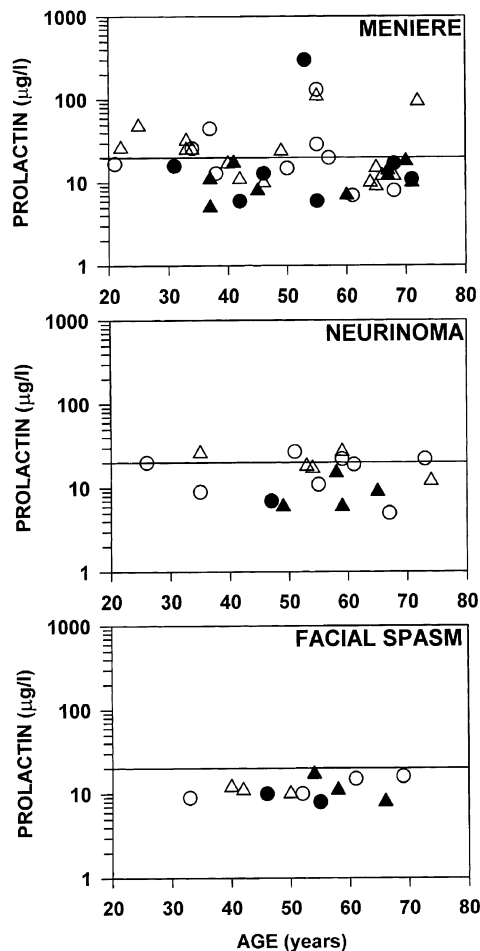 MENIERE
PROLACTIN (µg/l)
1000
100
10
1
20 30 40 50 60 70 80
NEURINOMA
PROLACTIN (µg/l)
1000
100
10
1
20 30 40 50 60 70 80
FACIAL SPASM
PROLACTIN (µg/l)
1000
100
10
1
20 30 40 50 60 70 80
AGE (years)